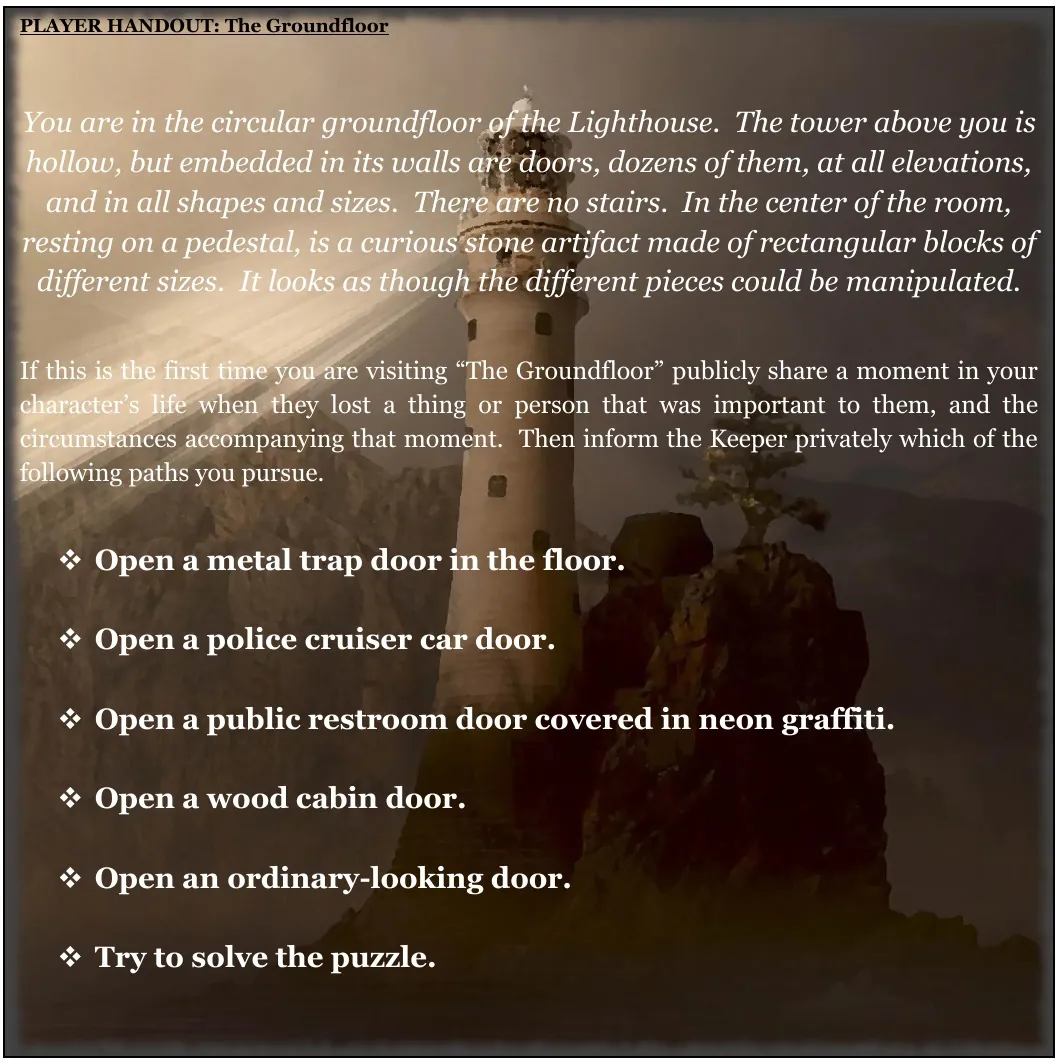 PLAYER HANDOUT: The Groundfloor
You are in the circular groundfloor of the Lighthouse.  The tower above you is
hollow, but embedded in its walls are doors, dozens of them, at all elevations,
and in all shapes and sizes.  There are no stairs.  In the center of the room,
resting on a pedestal, is a curious stone artifact made of rectangular blocks of
different sizes.  It looks as though the different pieces could be manipulated.
If this is the first time you are visiting “The Groundfloor” publicly share a moment in your
character’s life when they lost a thing or person that was important to them, and the
circumstances accompanying that moment.  Then inform the Keeper privately which of the
following paths you pursue.
❖ Open a metal trap door in the floor.
❖ Open a police cruiser car door.
❖ Open a public restroom door covered in neon graffiti.
❖ Open a wood cabin door.
❖ Open an ordinary-looking door.
❖ Try to solve the puzzle.